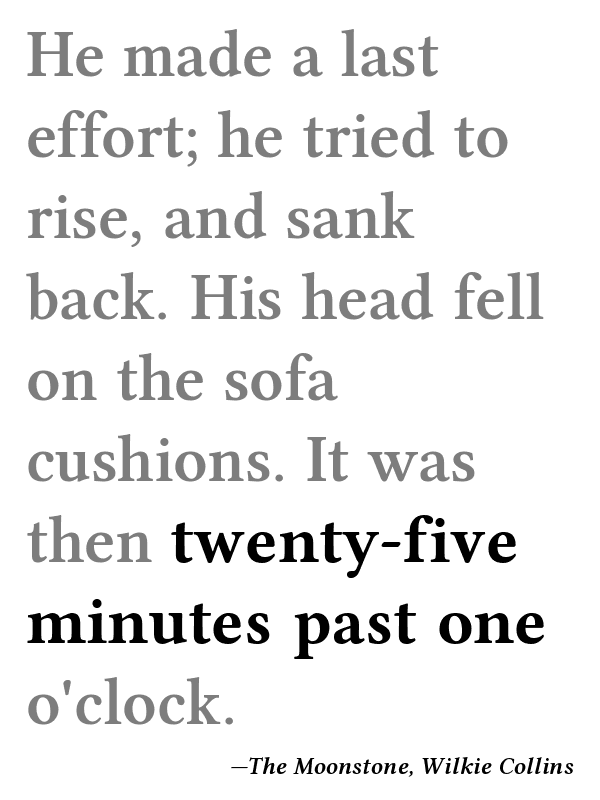 He made a last
effort; he tried to
rise, and sank
back. His head fell
on the sofa
cushions. It was
then twenty-five
minutes past one
o'clock.
—The Moonstone, Wilkie Collins